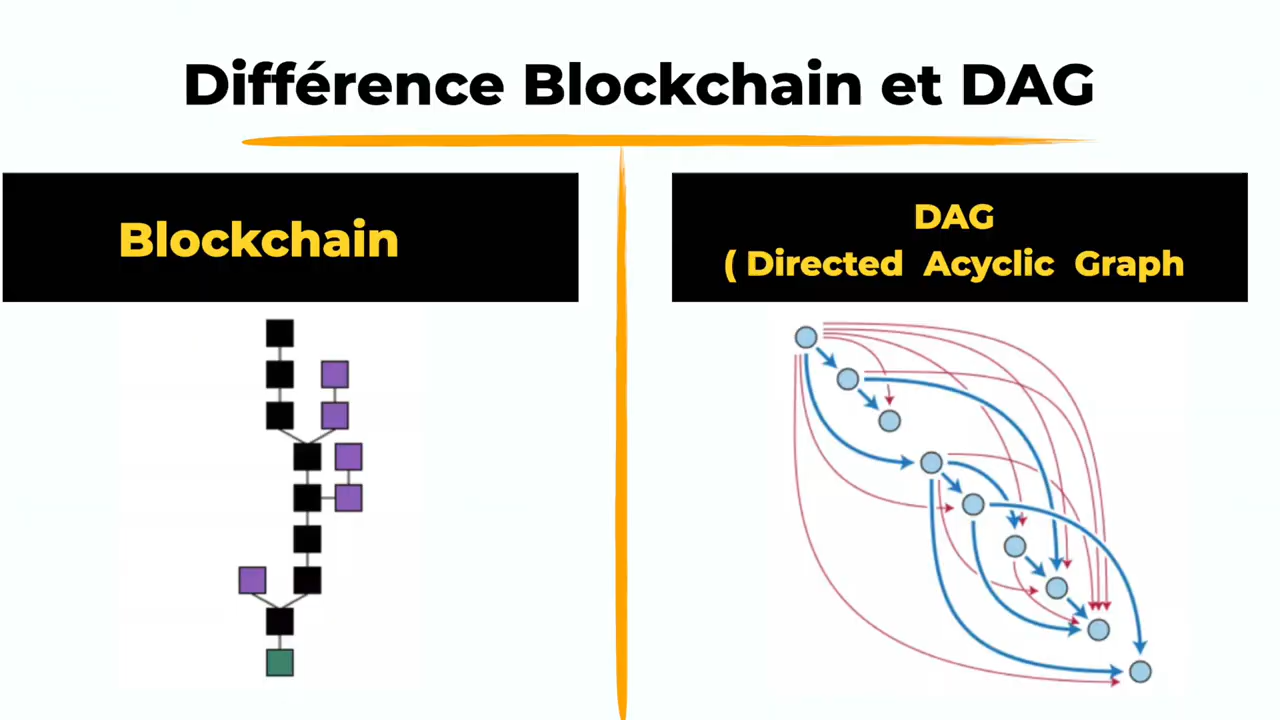 Différence Blockchain et DAG
Blockchain
DAG
( Directed Acyclic Graph